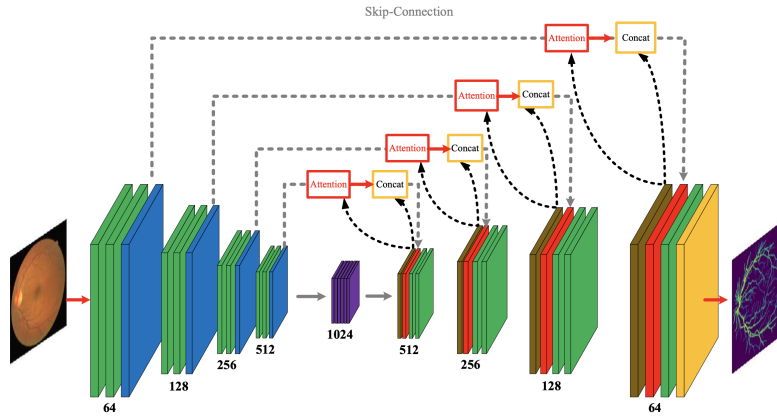 Skip-Connection
Attention
Concat
Attention
Concat
Attention
Concat
Attention
Concat
64
128
256
512
1024
512
256
128
64